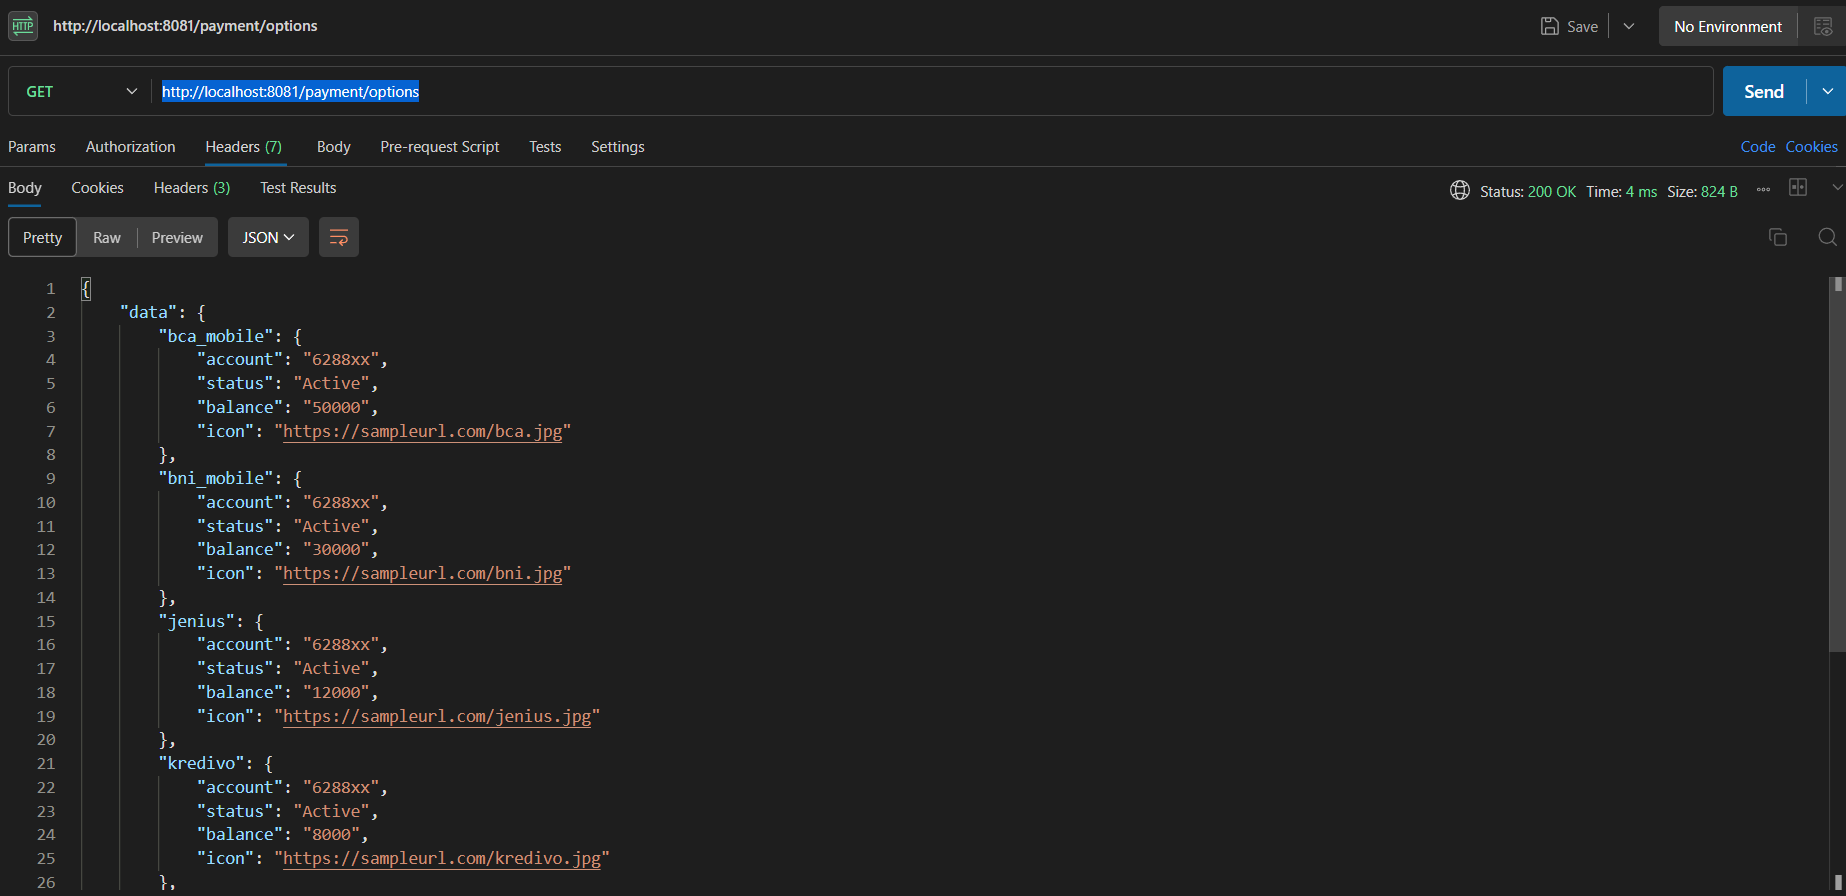 HTTP http://localhost:8081/payment/options Save No Environment
GET http://localhost:8081/payment/options Send
Params Authorization Headers (7) Body Pre-request Script Tests Settings Code Cookies
Body Cookies Headers (3) Test Results Status: 200 OK Time: 4 ms Size: 824 B
Pretty Raw Preview JSON
1 {
2 "data": {
3 "bca_mobile": {
4 "account": "6288xx",
5 "status": "Active",
6 "balance": "50000",
7 "icon": "https://sampleurl.com/bca.jpg"
8 },
9 "bni_mobile": {
10 "account": "6288xx",
11 "status": "Active",
12 "balance": "30000",
13 "icon": "https://sampleurl.com/bni.jpg"
14 },
15 "jenius": {
16 "account": "6288xx",
17 "status": "Active",
18 "balance": "12000",
19 "icon": "https://sampleurl.com/jenius.jpg"
20 },
21 "kredivo": {
22 "account": "6288xx",
23 "status": "Active",
24 "balance": "8000",
25 "icon": "https://sampleurl.com/kredivo.jpg"
26 },